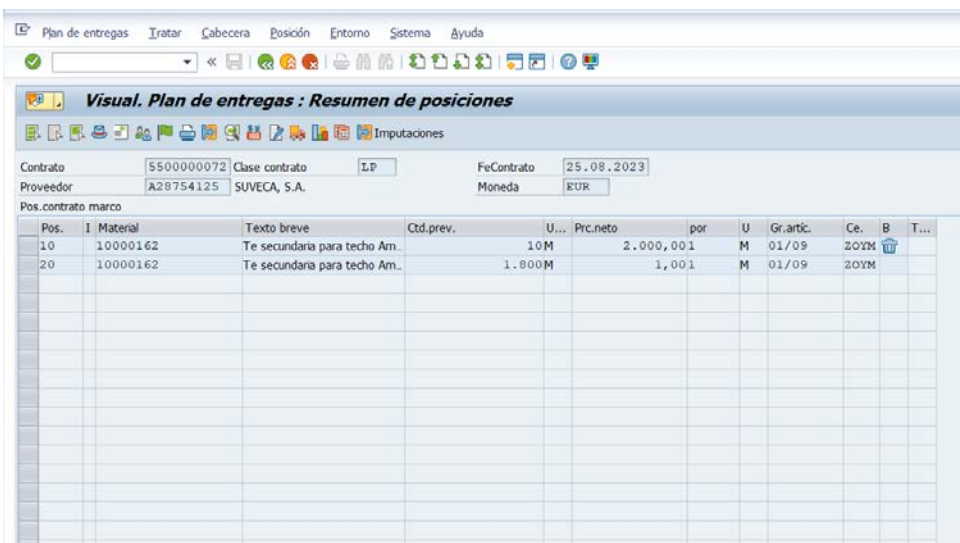 Plan de entregas Tratar Cabecera Posición Entorno Sistema Ayuda
Visual. Plan de entregas : Resumen de posiciones
Imputaciones
Contrato 5500000072 Clase contrato LP FeContrato 25.08.2023
Proveedor A28754125 SUVECA, S.A. Moneda EUR
Pos.contrato marco
Pos. I Material Texto breve Ctd.prev. U... Prc.neto por U Gr.artíc. Ce. B T...
10 10000162 Te secundaria para techo Am... 10 M 2.000,00 1 M 01/09 ZOYM
20 10000162 Te secundaria para techo Am... 1.800 M 1,00 1 M 01/09 ZOYM